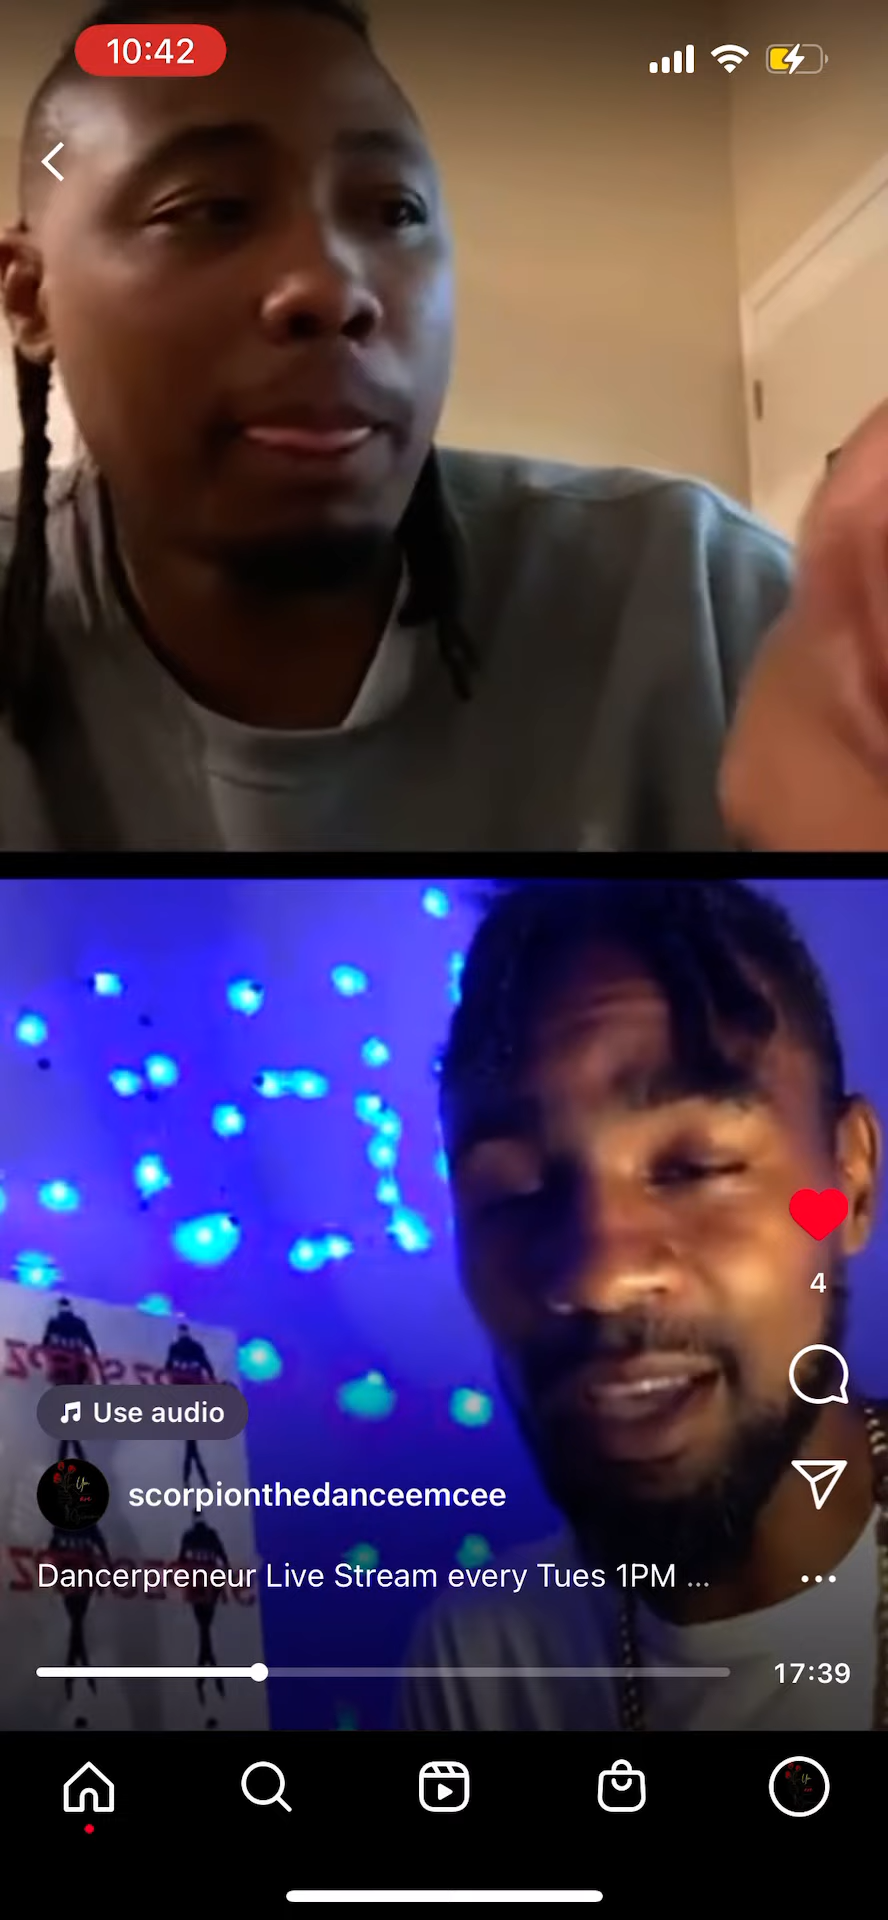 10:42
4
Use audio
scorpionthedanceemcee
Dancerpreneur Live Stream every Tues 1PM ...
17:39